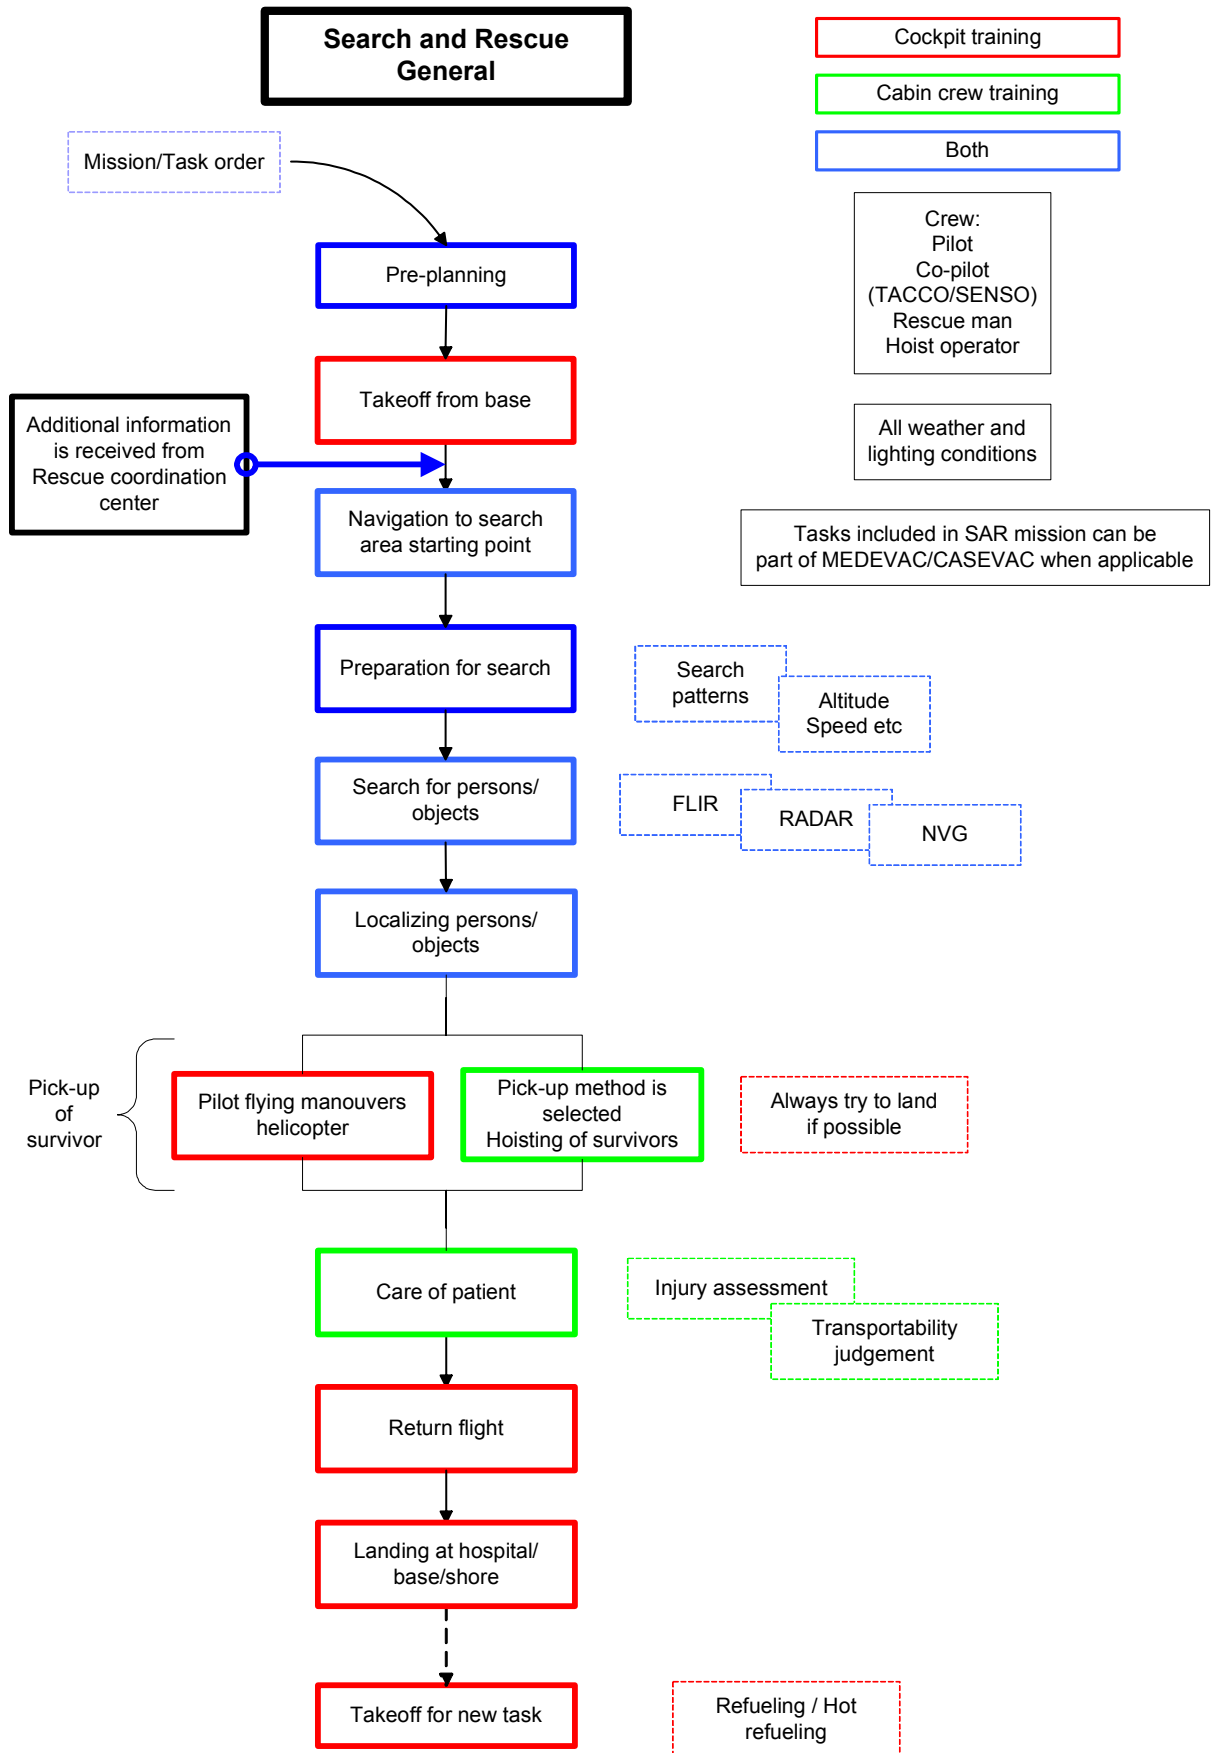 Search and Rescue
General
Cockpit training
Cabin crew training
Both
Mission/Task order
Crew:
Pilot
Co-pilot
(TACCO/SENSO)
Rescue man
Hoist operator
Pre-planning
Takeoff from base
Additional information
is received from
Rescue coordination
center
All weather and
lighting conditions
Navigation to search
area starting point
Tasks included in SAR mission can be
part of MEDEVAC/CASEVAC when applicable
Preparation for search
Search
patterns
Altitude
Speed etc
Search for persons/
objects
FLIR
RADAR
NVG
Localizing persons/
objects
Pick-up
of
survivor
Pilot flying manouvers
helicopter
Pick-up method is
selected
Hoisting of survivors
Always try to land
if possible
Care of patient
Injury assessment
Transportability
judgement
Return flight
Landing at hospital/
base/shore
Takeoff for new task
Refueling / Hot
refueling